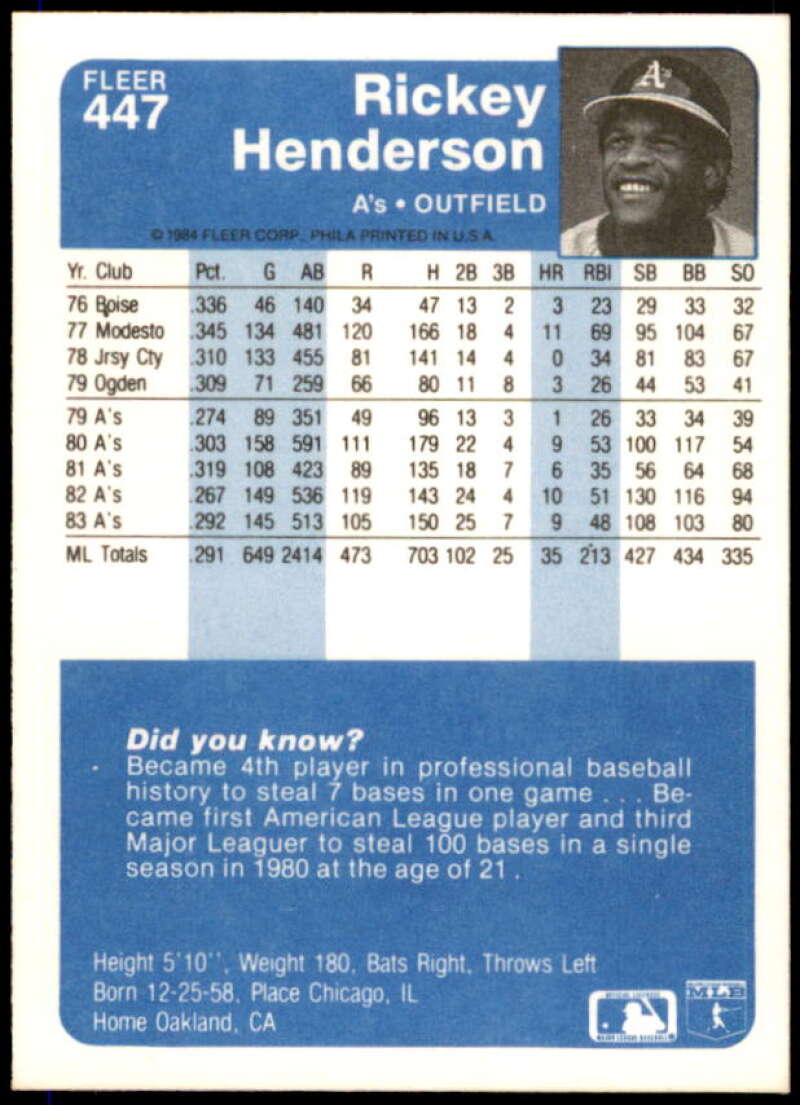 FLEER
447
Rickey
Henderson
A's • OUTFIELD
A's
© 1984 FLEER CORP., PHILA PRINTED IN U.S.A.
Yr. Club Pct. G AB R H 2B 3B HR RBI SB BB SO
76 Boise .336 46 140 34 47 13 2 3 23 29 33 32
77 Modesto .345 134 481 120 166 18 4 11 69 95 104 67
78 Jrsy Cty .310 133 455 81 141 14 4 0 34 81 83 67
79 Ogden .309 71 259 66 80 11 8 3 26 44 53 41
79 A's .274 89 351 49 96 13 3 1 26 33 34 39
80 A's .303 158 591 111 179 22 4 9 53 100 117 54
81 A's .319 108 423 89 135 18 7 6 35 56 64 68
82 A's .267 149 536 119 143 24 4 10 51 130 116 94
83 A's .292 145 513 105 150 25 7 9 48 108 103 80
ML Totals .291 649 2414 473 703 102 25 35 213 427 434 335
Did you know?
Became 4th player in professional baseball
history to steal 7 bases in one game . . . Be-
came first American League player and third
Major Leaguer to steal 100 bases in a single
season in 1980 at the age of 21 .
Height 5'10'', Weight 180, Bats Right, Throws Left
Born 12-25-58, Place Chicago, IL
Home Oakland, CA
MAJOR LEAGUE BASEBALL